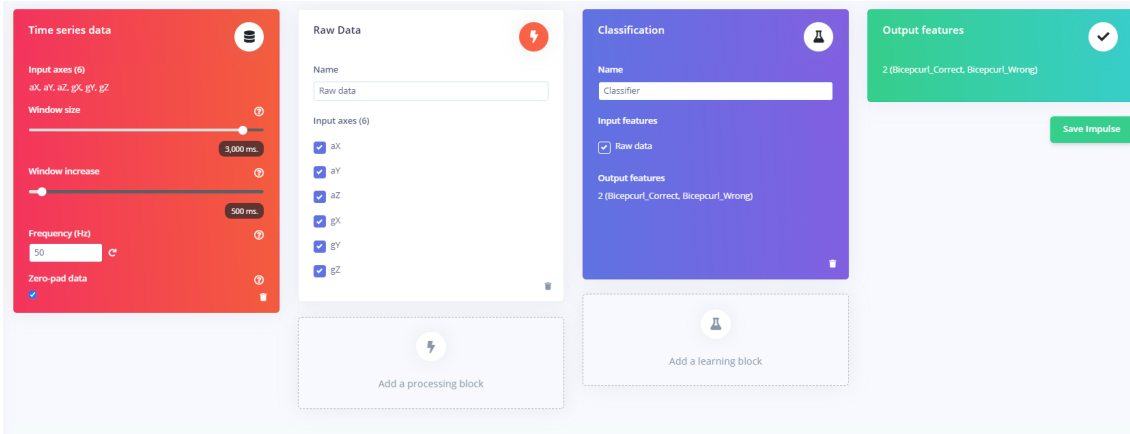 Time series data
Input axes (6)
aX, aY, aZ, gX, gY, gZ
Window size
3,000 ms.
Window increase
500 ms.
Frequency (Hz)
50
Zero-pad data
Raw Data
Name
Raw data
Input axes (6)
aX
aY
aZ
gX
gY
gZ
Add a processing block
Classification
Name
Classifier
Input features
Raw data
Output features
2 (Bicepcurl_Correct, Bicepcurl_Wrong)
Add a learning block
Output features
2 (Bicepcurl_Correct, Bicepcurl_Wrong)
Save Impulse